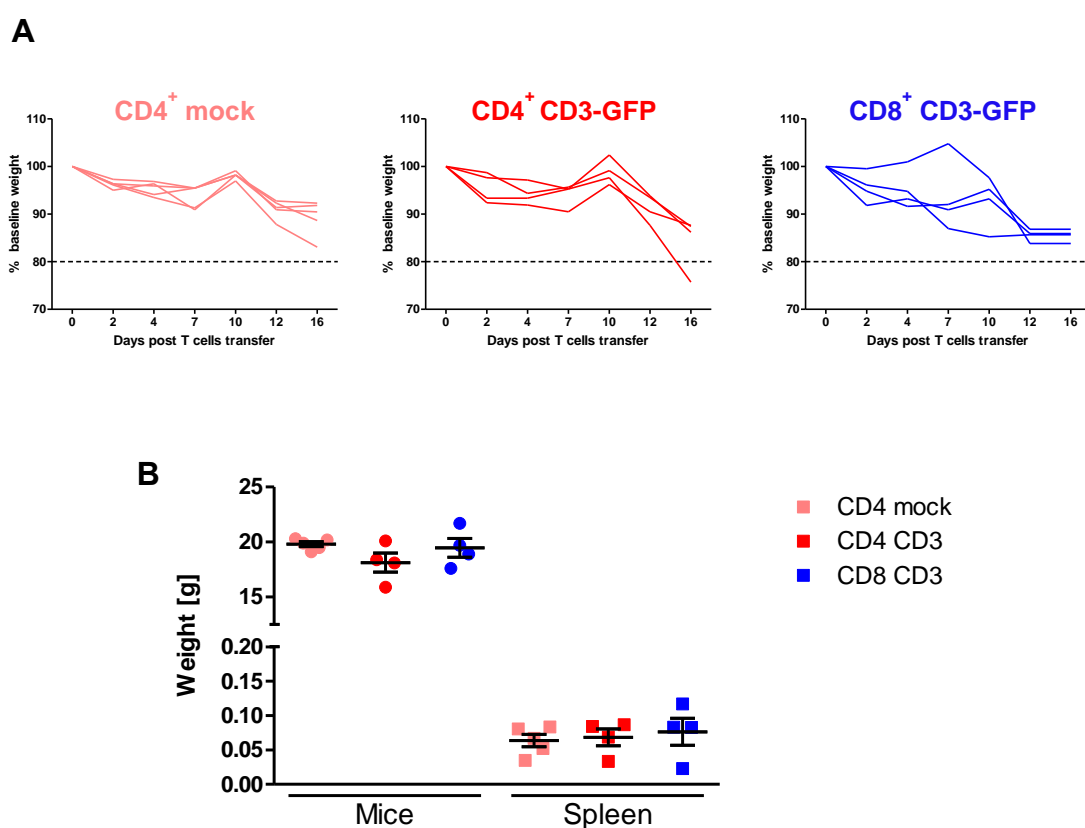 A
CD4+ mock
110
100
90
80
70
% baseline weight
0 2 4 7 10 12 16
Days post T cells transfer
CD4+ CD3-GFP
110
100
90
80
70
% baseline weight
0 2 4 7 10 12 16
Days post T cells transfer
CD8+ CD3-GFP
110
100
90
80
70
% baseline weight
0 2 4 7 10 12 16
Days post T cells transfer
B
25
20
15
0.20
0.15
0.10
0.05
0.00
Weight [g]
Mice Spleen
CD4 mock
CD4 CD3
CD8 CD3